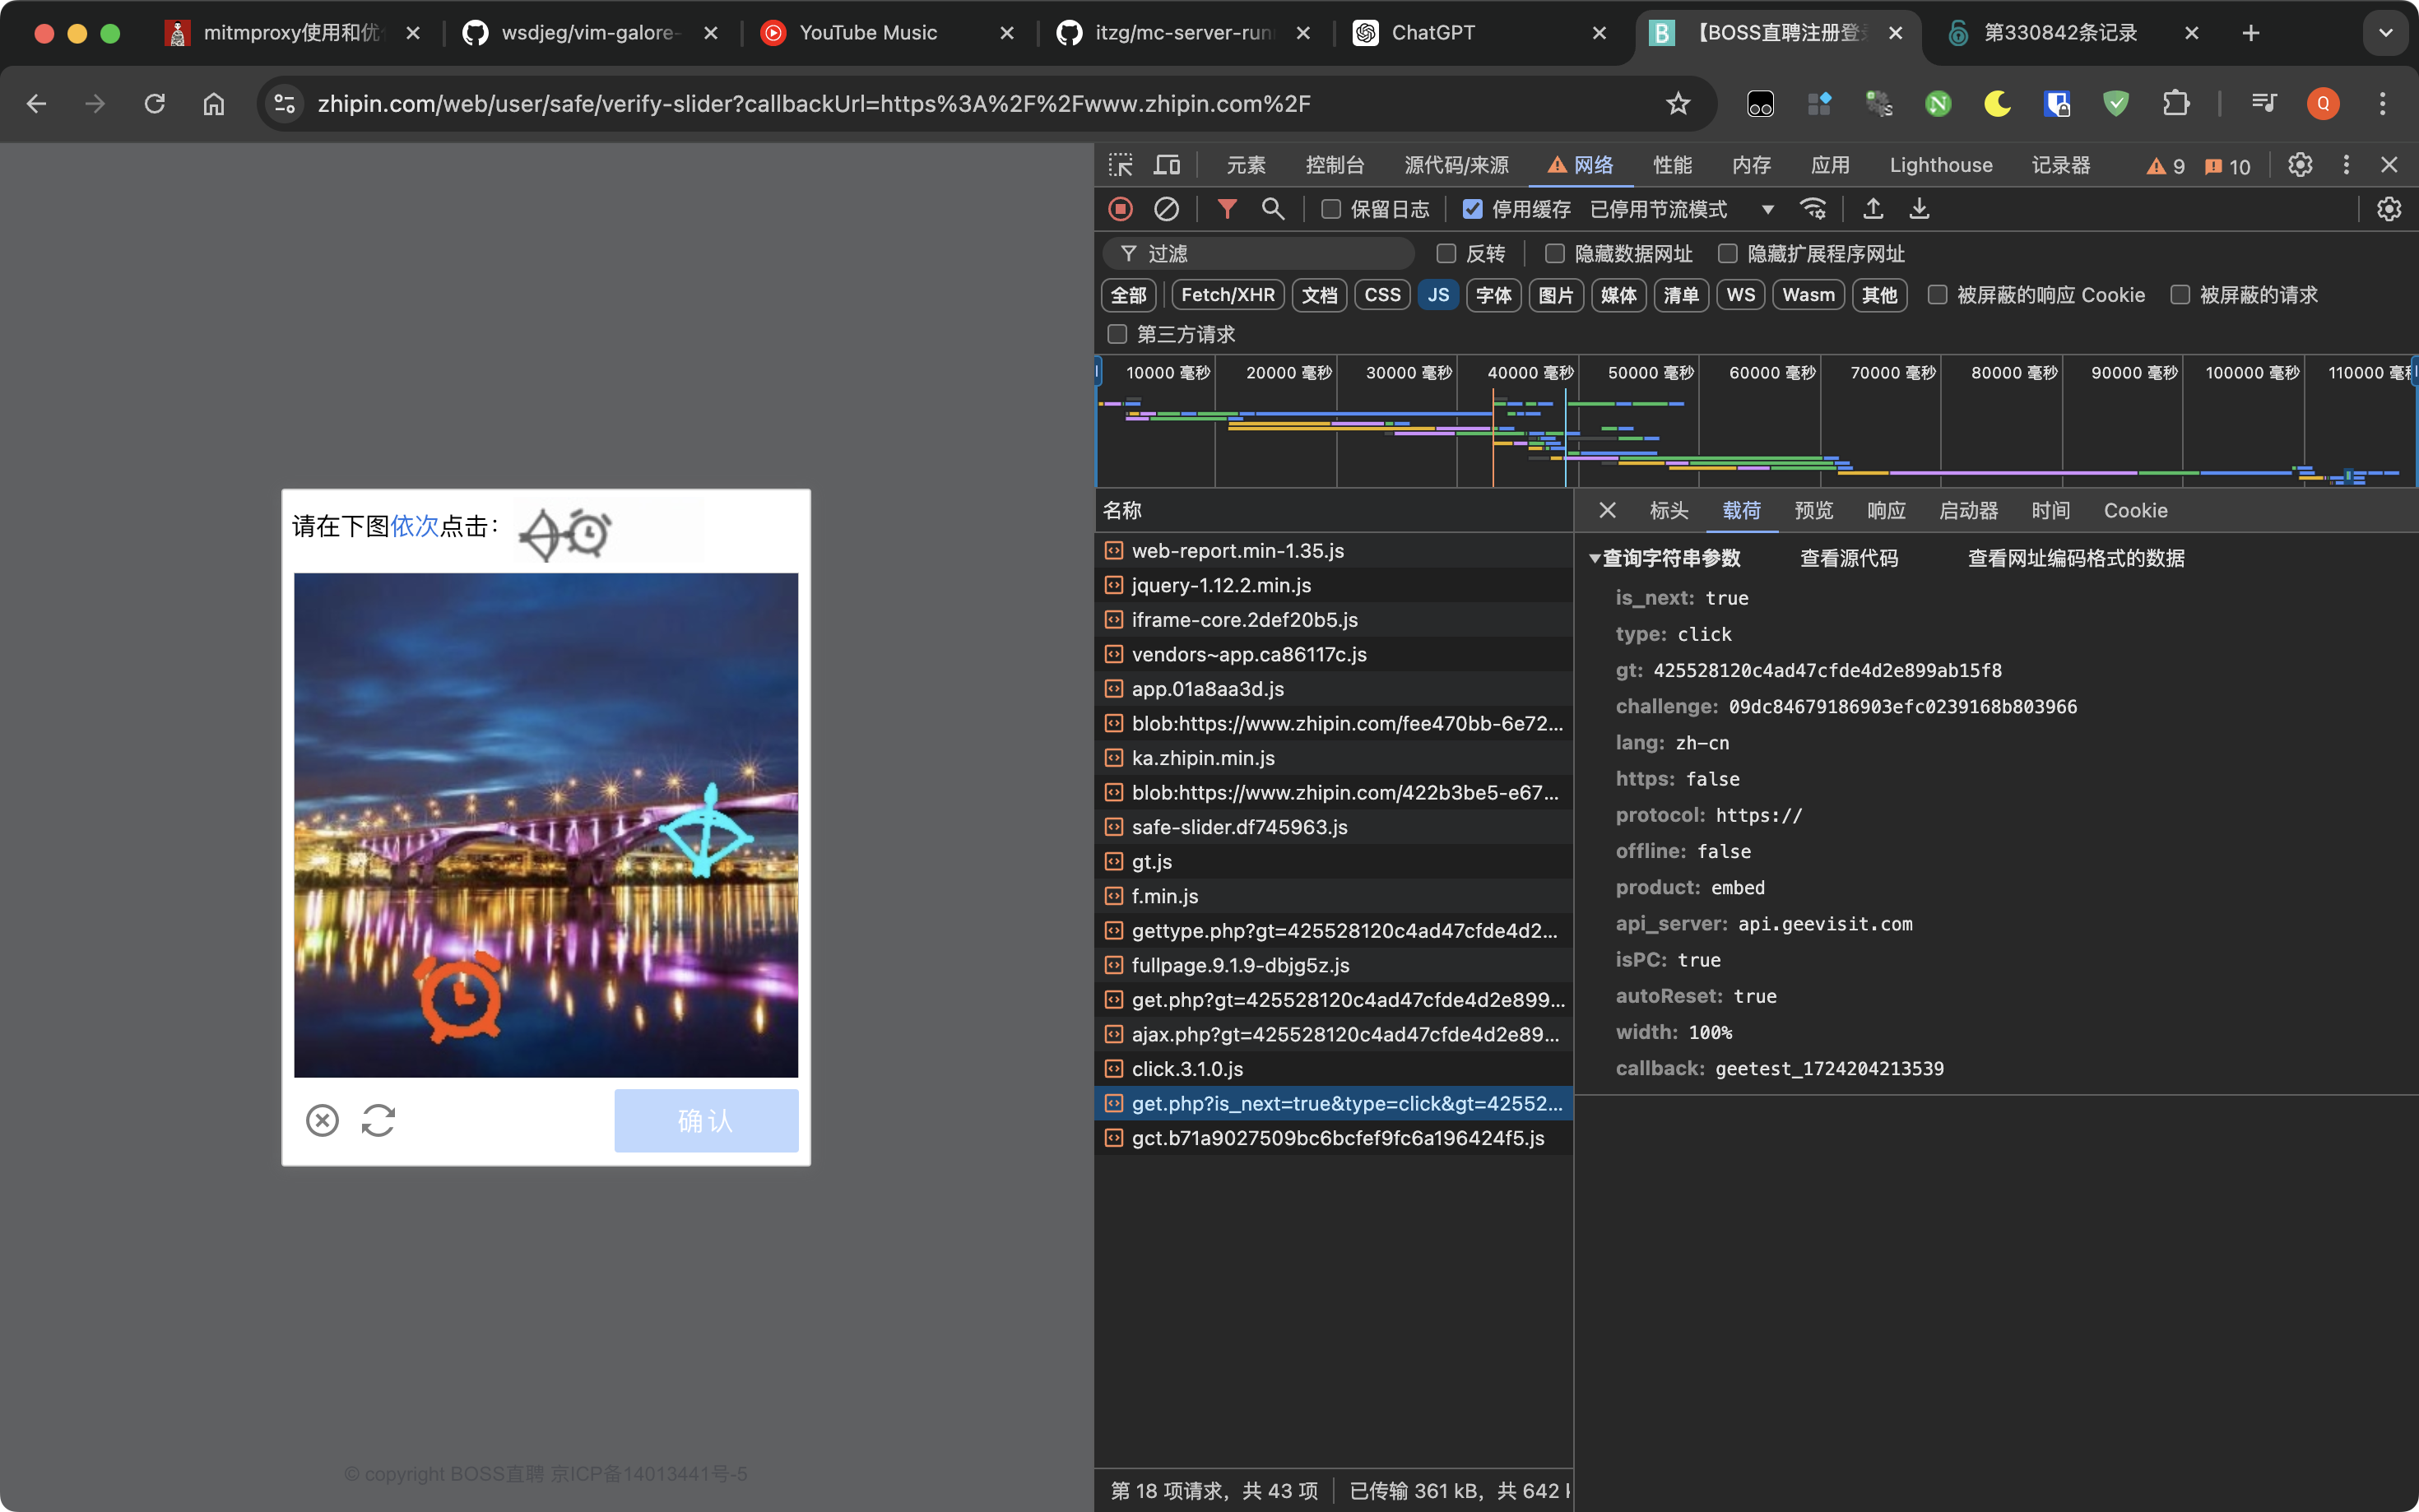 mitmproxy使用和优
wsdjeg/vim-galore-
YouTube Music
itzg/mc-server-run
ChatGPT
【BOSS直聘注册登
第330842条记录
zhipin.com/web/user/safe/verify-slider?callbackUrl=https%3A%2F%2Fwww.zhipin.com%2F
Q
请在下图依次点击：
确认
© copyright BOSS直聘 京ICP备14013441号-5
元素 控制台 源代码/来源 网络 性能 内存 应用 Lighthouse 记录器 9 10
保留日志 停用缓存 已停用节流模式
过滤 反转 隐藏数据网址 隐藏扩展程序网址
全部 Fetch/XHR 文档 CSS JS 字体 图片 媒体 清单 WS Wasm 其他 被屏蔽的响应 Cookie 被屏蔽的请求
第三方请求
10000 毫秒 20000 毫秒 30000 毫秒 40000 毫秒 50000 毫秒 60000 毫秒 70000 毫秒 80000 毫秒 90000 毫秒 100000 毫秒 110000 毫秒
名称
web-report.min-1.35.js
jquery-1.12.2.min.js
iframe-core.2def20b5.js
vendors~app.ca86117c.js
app.01a8aa3d.js
blob:https://www.zhipin.com/fee470bb-6e72...
ka.zhipin.min.js
blob:https://www.zhipin.com/422b3be5-e67...
safe-slider.df745963.js
gt.js
f.min.js
gettype.php?gt=425528120c4ad47cfde4d2...
fullpage.9.1.9-dbjg5z.js
get.php?gt=425528120c4ad47cfde4d2e899...
ajax.php?gt=425528120c4ad47cfde4d2e89...
click.3.1.0.js
get.php?is_next=true&type=click&gt=42552...
gct.b71a9027509bc6bcfef9fc6a196424f5.js
第 18 项请求，共 43 项 已传输 361 kB，共 642 k
标头 载荷 预览 响应 启动器 时间 Cookie
查询字符串参数 查看源代码 查看网址编码格式的数据
is_next: true
type: click
gt: 425528120c4ad47cfde4d2e899ab15f8
challenge: 09dc84679186903efc0239168b803966
lang: zh-cn
https: false
protocol: https://
offline: false
product: embed
api_server: api.geevisit.com
isPC: true
autoReset: true
width: 100%
callback: geetest_1724204213539